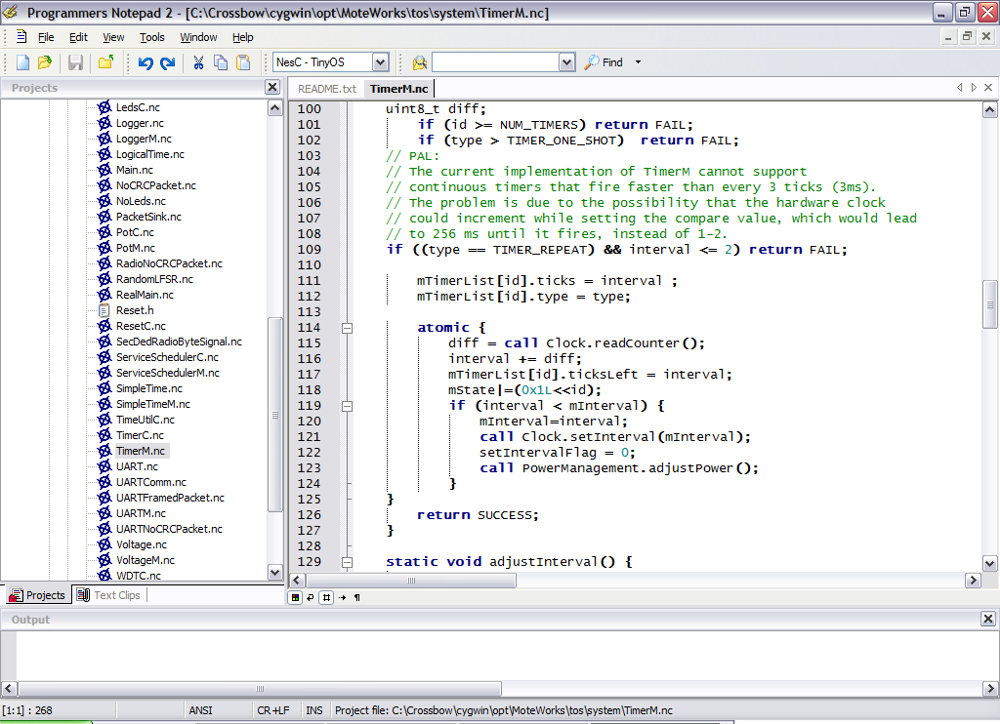 Programmers Notepad 2 - [C:\Crossbow\cygwin\opt\MoteWorks\tos\system\TimerM.nc]
File Edit View Tools Window Help
NesC - TinyOS Find
Projects
README.txt TimerM.nc
LedsC.nc
Logger.nc
LoggerM.nc
LogicalTime.nc
Main.nc
NoCRCPacket.nc
NoLeds.nc
PacketSink.nc
PotC.nc
PotM.nc
RadioNoCRCPacket.nc
RandomLFSR.nc
RealMain.nc
Reset.h
ResetC.nc
SecDedRadioByteSignal.nc
ServiceSchedulerC.nc
ServiceSchedulerM.nc
SimpleTime.nc
SimpleTimeM.nc
TimeUtilC.nc
TimerC.nc
TimerM.nc
UART.nc
UARTComm.nc
UARTFramedPacket.nc
UARTM.nc
UARTNoCRCPacket.nc
Voltage.nc
VoltageM.nc
WDTC.nc
Projects Text Clips
100 uint8_t diff;
101 if (id >= NUM_TIMERS) return FAIL;
102 if (type > TIMER_ONE_SHOT)  return FAIL;
103 // PAL:
104 // The current implementation of TimerM cannot support
105 // continuous timers that fire faster than every 3 ticks (3ms).
106 // The problem is due to the possibility that the hardware clock
107 // could increment while setting the compare value, which would lead
108 // to 256 ms until it fires, instead of 1-2.
109 if ((type == TIMER_REPEAT) && interval <= 2) return FAIL;
110
111 mTimerList[id].ticks = interval ;
112 mTimerList[id].type = type;
113
114 atomic {
115 diff = call Clock.readCounter();
116 interval += diff;
117 mTimerList[id].ticksLeft = interval;
118 mState|=(0x1L<<id);
119 if (interval < mInterval) {
120 mInterval=interval;
121 call Clock.setInterval(mInterval);
122 setIntervalFlag = 0;
123 call PowerManagement.adjustPower();
124 }
125 }
126 return SUCCESS;
127 }
128
129 static void adjustInterval() {
Output
[1:1] : 268 ANSI CR+LF INS Project file: C:\Crossbow\cygwin\opt\MoteWorks\tos\system\TimerM.nc